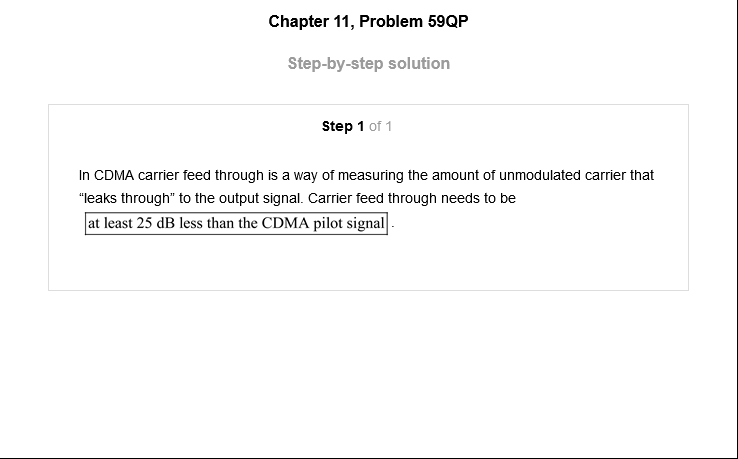 Chapter 11, Problem 59QP
Step-by-step solution
Step 1 of 1
In CDMA carrier feed through is a way of measuring the amount of unmodulated carrier that
“leaks through” to the output signal. Carrier feed through needs to be
at least 25 dB less than the CDMA pilot signal .